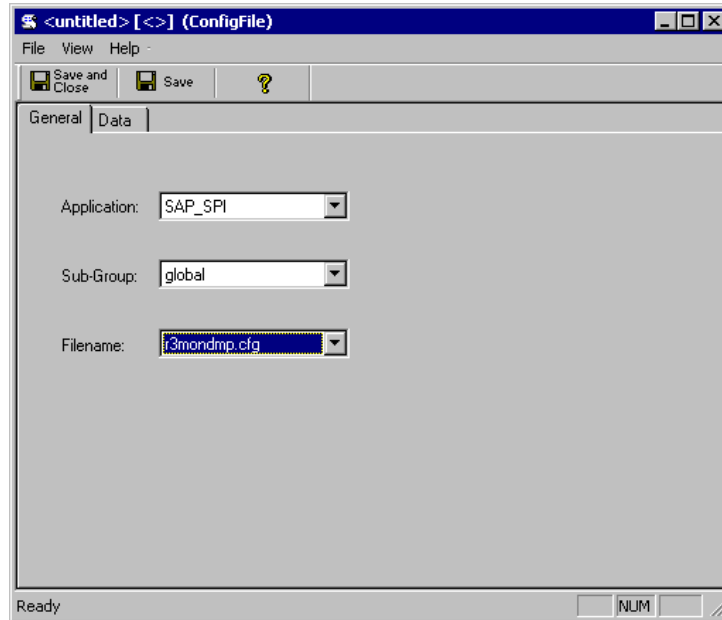 <untitled> [<>] (ConfigFile)
File View Help
Save and
Close
Save
?
General Data
Application: SAP_SPI
Sub-Group: global
Filename: r3mondmp.cfg
Ready NUM